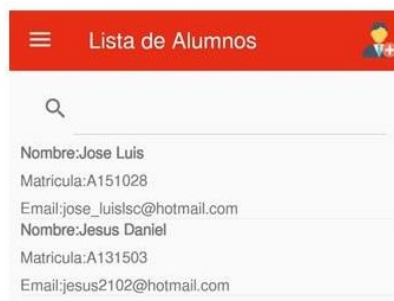 Lista de Alumnos
Nombre:Jose Luis
Matricula:A151028
Email:jose_luislsc@hotmail.com
Nombre:Jesus Daniel
Matricula:A131503
Email:jesus2102@hotmail.com